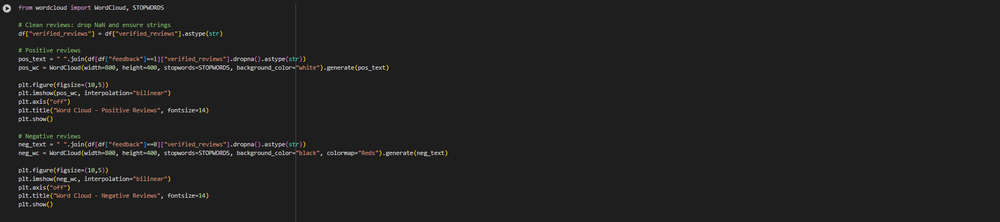 from wordcloud import WordCloud, STOPWORDS
# Clean reviews: drop NaN and ensure strings
df["verified_reviews"] = df["verified_reviews"].astype(str)
# Positive reviews
pos_text = " ".join(df[df["feedback"]==1]["verified_reviews"].dropna().astype(str))
pos_wc = WordCloud(width=800, height=400, stopwords=STOPWORDS, background_color="white").generate(pos_text)
plt.figure(figsize=(10,5))
plt.imshow(pos_wc, interpolation="bilinear")
plt.axis("off")
plt.title("Word Cloud - Positive Reviews", fontsize=14)
plt.show()
# Negative reviews
neg_text = " ".join(df[df["feedback"]==0]["verified_reviews"].dropna().astype(str))
neg_wc = WordCloud(width=800, height=400, stopwords=STOPWORDS, background_color="black", colormap="Reds").generate(neg_text)
plt.figure(figsize=(10,5))
plt.imshow(neg_wc, interpolation="bilinear")
plt.axis("off")
plt.title("Word Cloud - Negative Reviews", fontsize=14)
plt.show()